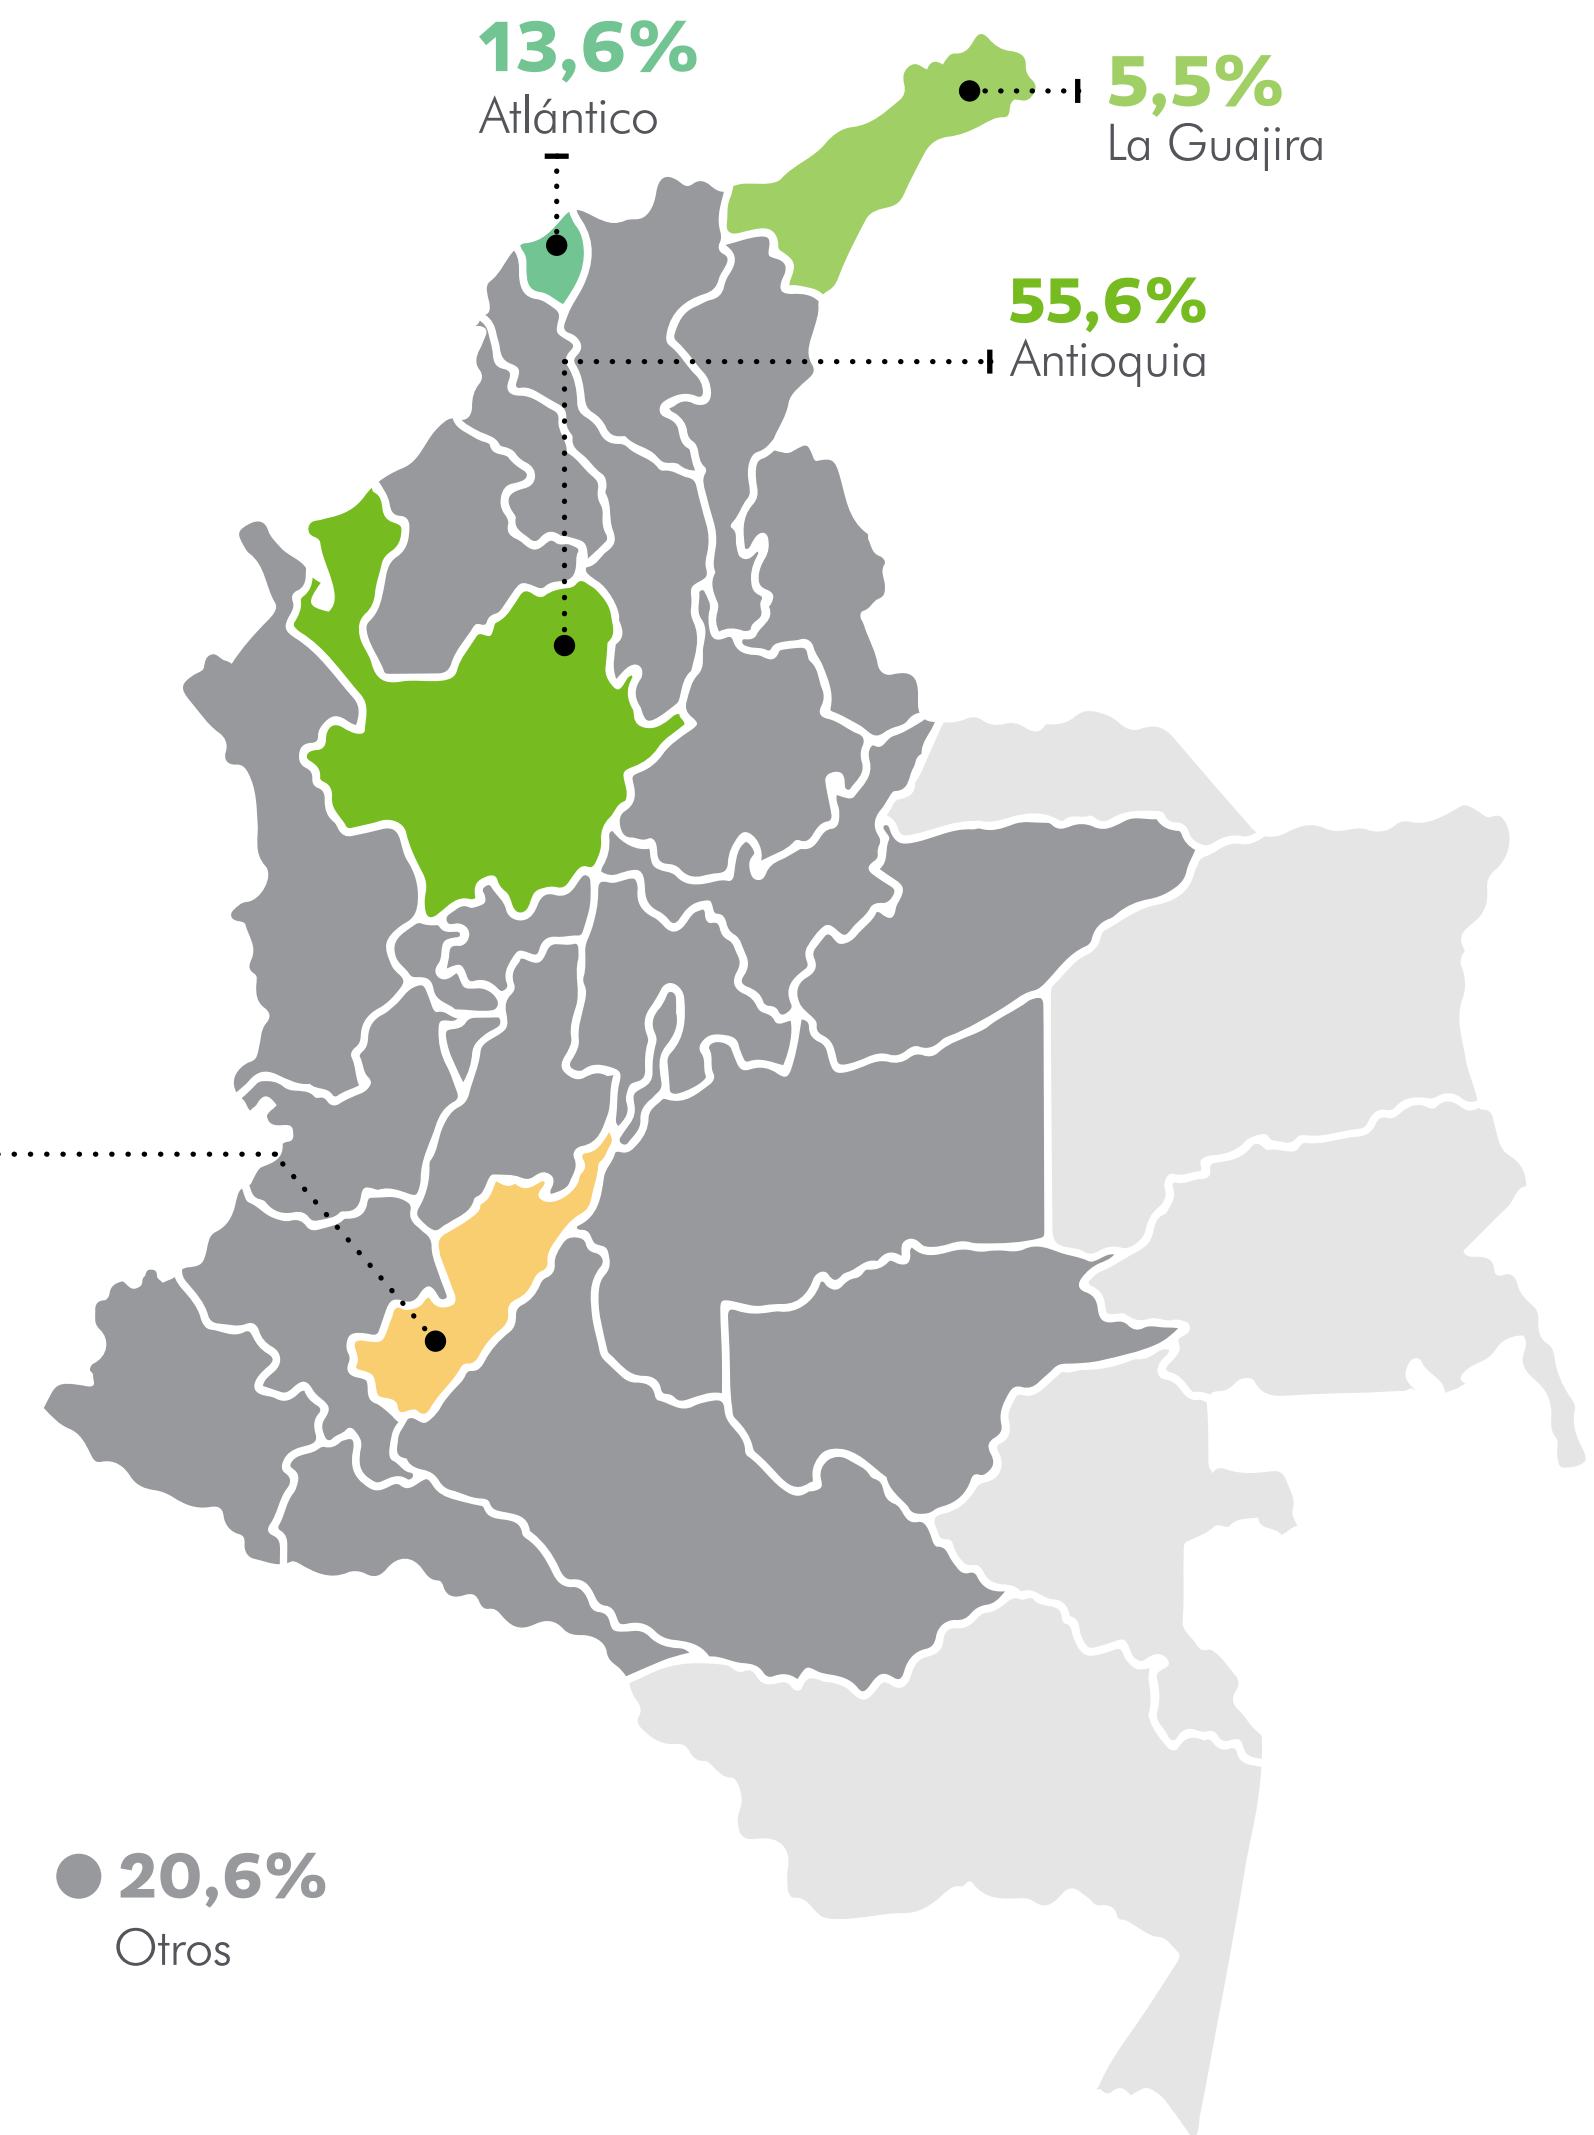 13,6%
Atlántico
5,5%
La Guajira
55,6%
Antioquia
20,6%
Otros